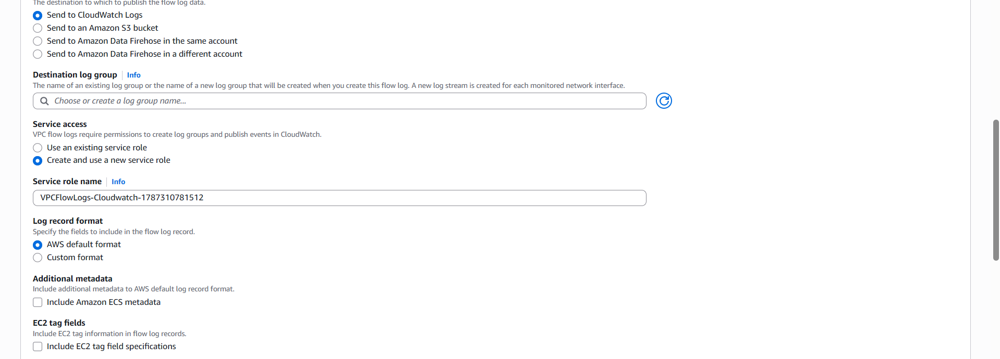 The destination to which to publish the flow log data.
Send to CloudWatch Logs
Send to an Amazon S3 bucket
Send to Amazon Data Firehose in the same account
Send to Amazon Data Firehose in a different account
Destination log group Info
The name of an existing log group or the name of a new log group that will be created when you create this flow log. A new log stream is created for each monitored network interface.
Choose or create a log group name...
Service access
VPC flow logs require permissions to create log groups and publish events in CloudWatch.
Use an existing service role
Create and use a new service role
Service role name Info
VPCFlowLogs-Cloudwatch-1787310781512
Log record format
Specify the fields to include in the flow log record.
AWS default format
Custom format
Additional metadata
Include additional metadata to AWS default log record format.
Include Amazon ECS metadata
EC2 tag fields
Include EC2 tag information in flow log records.
Include EC2 tag field specifications